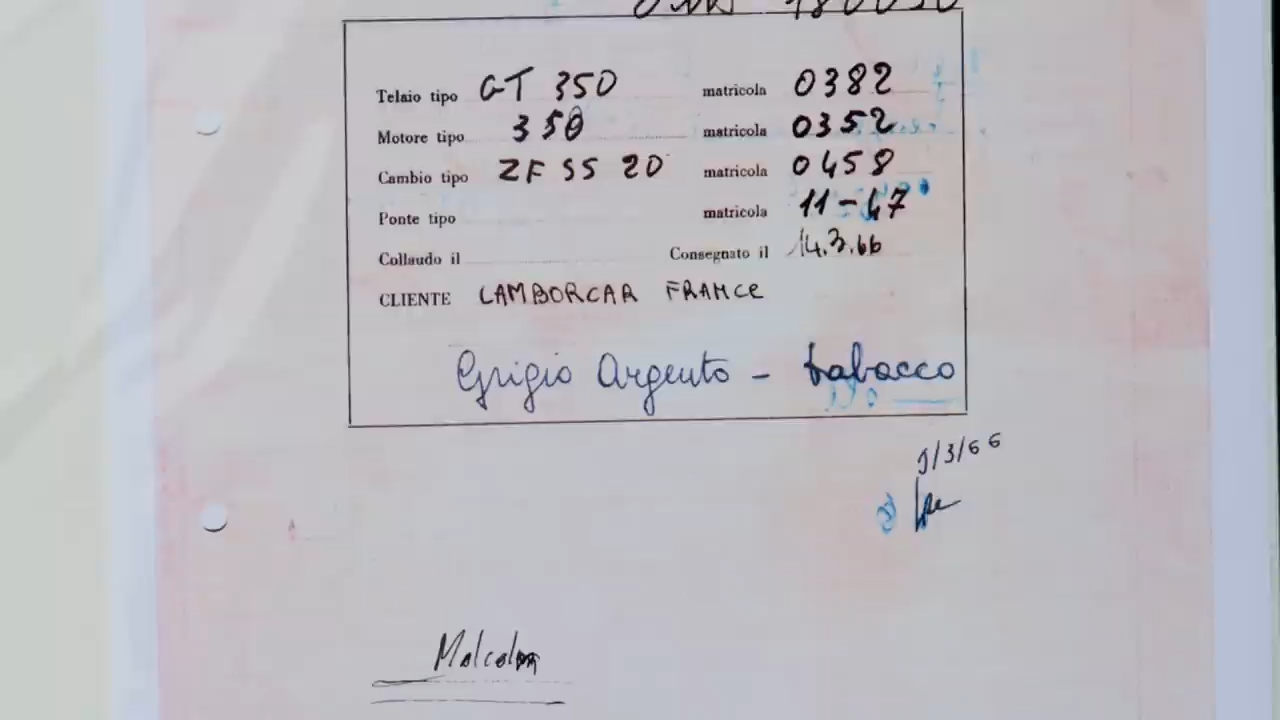 Telaio tipo GT 350 matricola 0382
Motore tipo 350 matricola 0352
Cambio tipo ZF S5 20 matricola 0458
Ponte tipo matricola 11-47
Collaudo il Consegnato il 14.3.66
CLIENTE LAMBORCAR FRANCE
Grigio Argento - tabacco
9/3/66
Malcolm